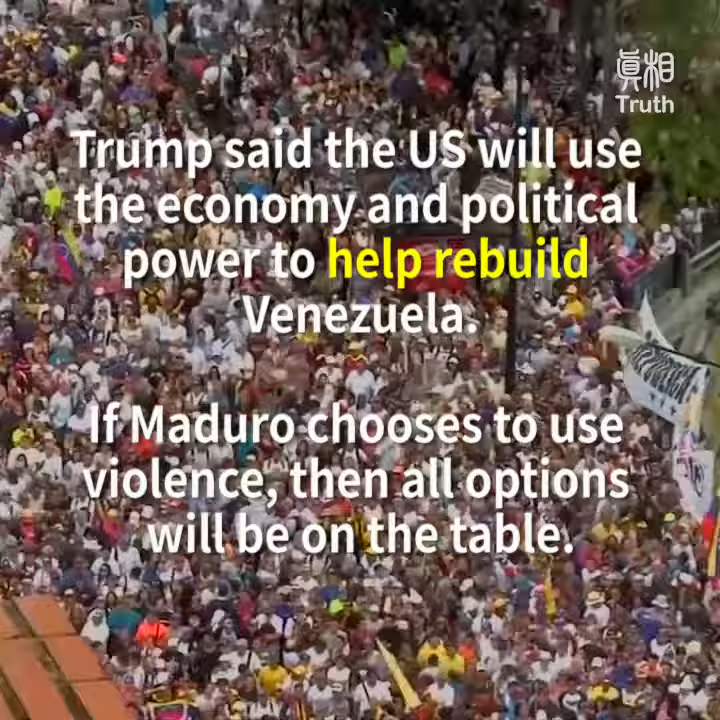 眞相
Truth
Trump said the US will use
the economy and political
power to help rebuild
Venezuela.
If Maduro chooses to use
violence, then all options
will be on the table.